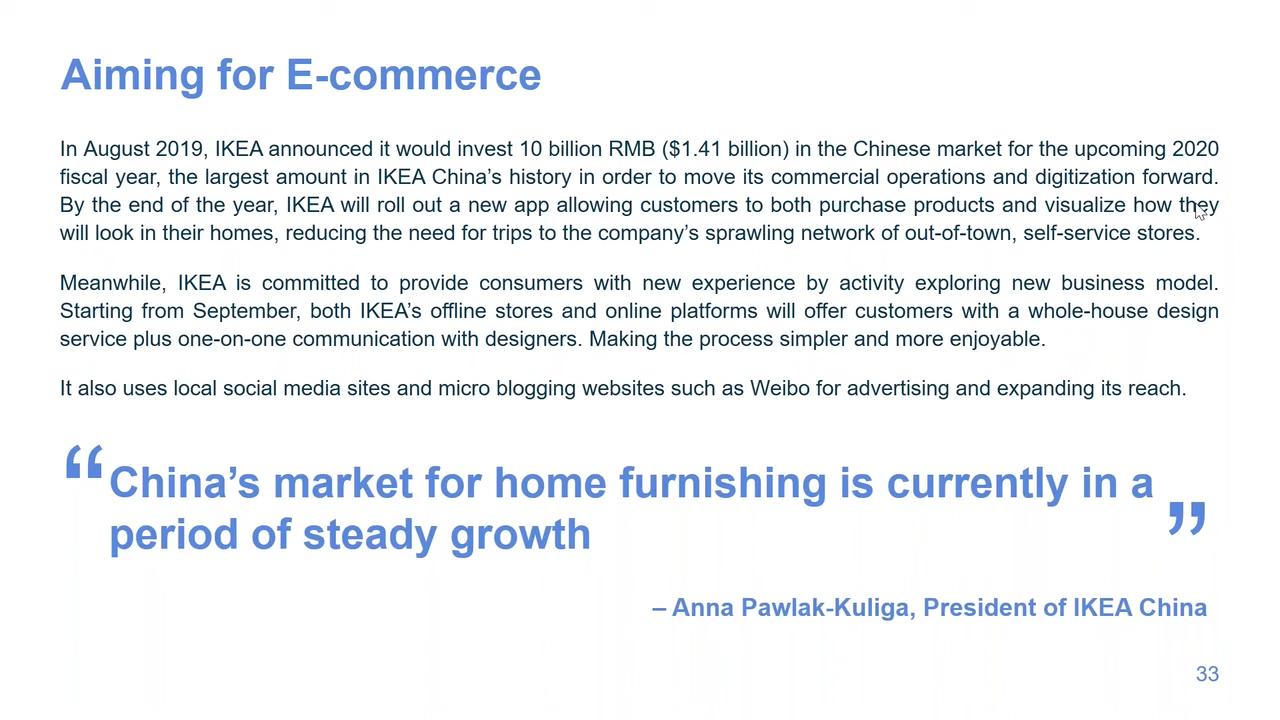 Aiming for E-commerce
In August 2019, IKEA announced it would invest 10 billion RMB ($1.41 billion) in the Chinese market for the upcoming 2020
fiscal year, the largest amount in IKEA China’s history in order to move its commercial operations and digitization forward.
By the end of the year, IKEA will roll out a new app allowing customers to both purchase products and visualize how they
will look in their homes, reducing the need for trips to the company’s sprawling network of out-of-town, self-service stores.
Meanwhile, IKEA is committed to provide consumers with new experience by activity exploring new business model.
Starting from September, both IKEA’s offline stores and online platforms will offer customers with a whole-house design
service plus one-on-one communication with designers. Making the process simpler and more enjoyable.
It also uses local social media sites and micro blogging websites such as Weibo for advertising and expanding its reach.
“China’s market for home furnishing is currently in a
period of steady growth”
– Anna Pawlak-Kuliga, President of IKEA China
33